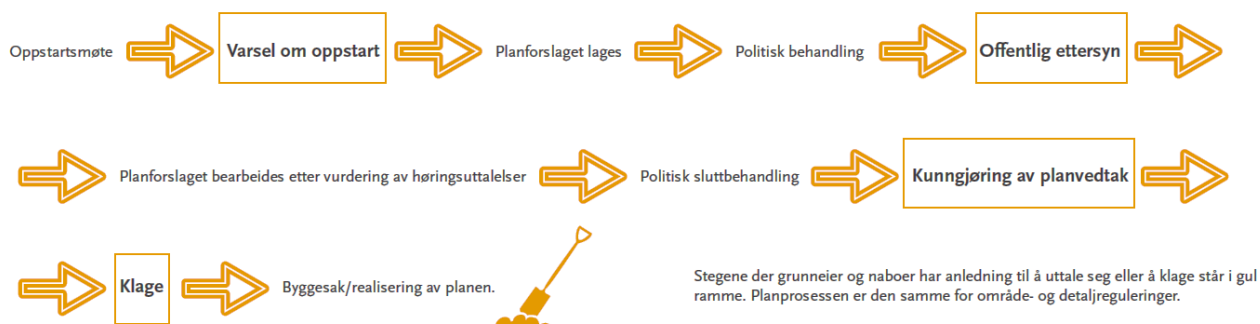 Oppstartsmøte Varsel om oppstart Planforslaget lages Politisk behandling Offentlig ettersyn
Planforslaget bearbeides etter vurdering av høringsuttalelser Politisk sluttbehandling Kunngjøring av planvedtak
Klage Byggesak/realisering av planen.
Stegene der grunneier og naboer har anledning til å uttale seg eller å klage står i gul
ramme. Planprosessen er den samme for område- og detaljreguleringer.